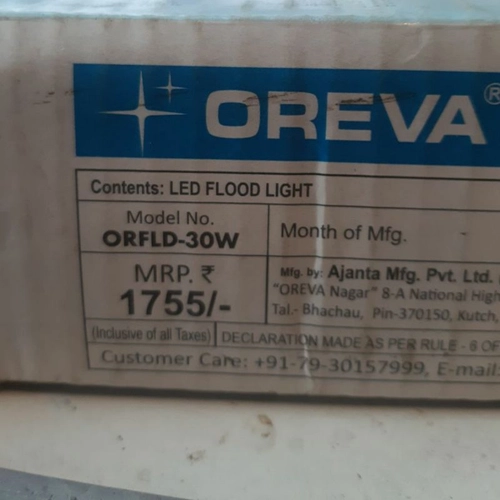 OREVA®
Contents: LED FLOOD LIGHT
Model No.
ORFLD-30W
Month of Mfg.
MRP. ₹
1755/-
(Inclusive of all Taxes)
Mfg. by: Ajanta Mfg. Pvt. Ltd.
"OREVA Nagar" 8-A National High
Tal.- Bhachau, Pin-370150, Kutch,
DECLARATION MADE AS PER RULE - 6 OF
Customer Care: +91-79-30157999, E-mail: